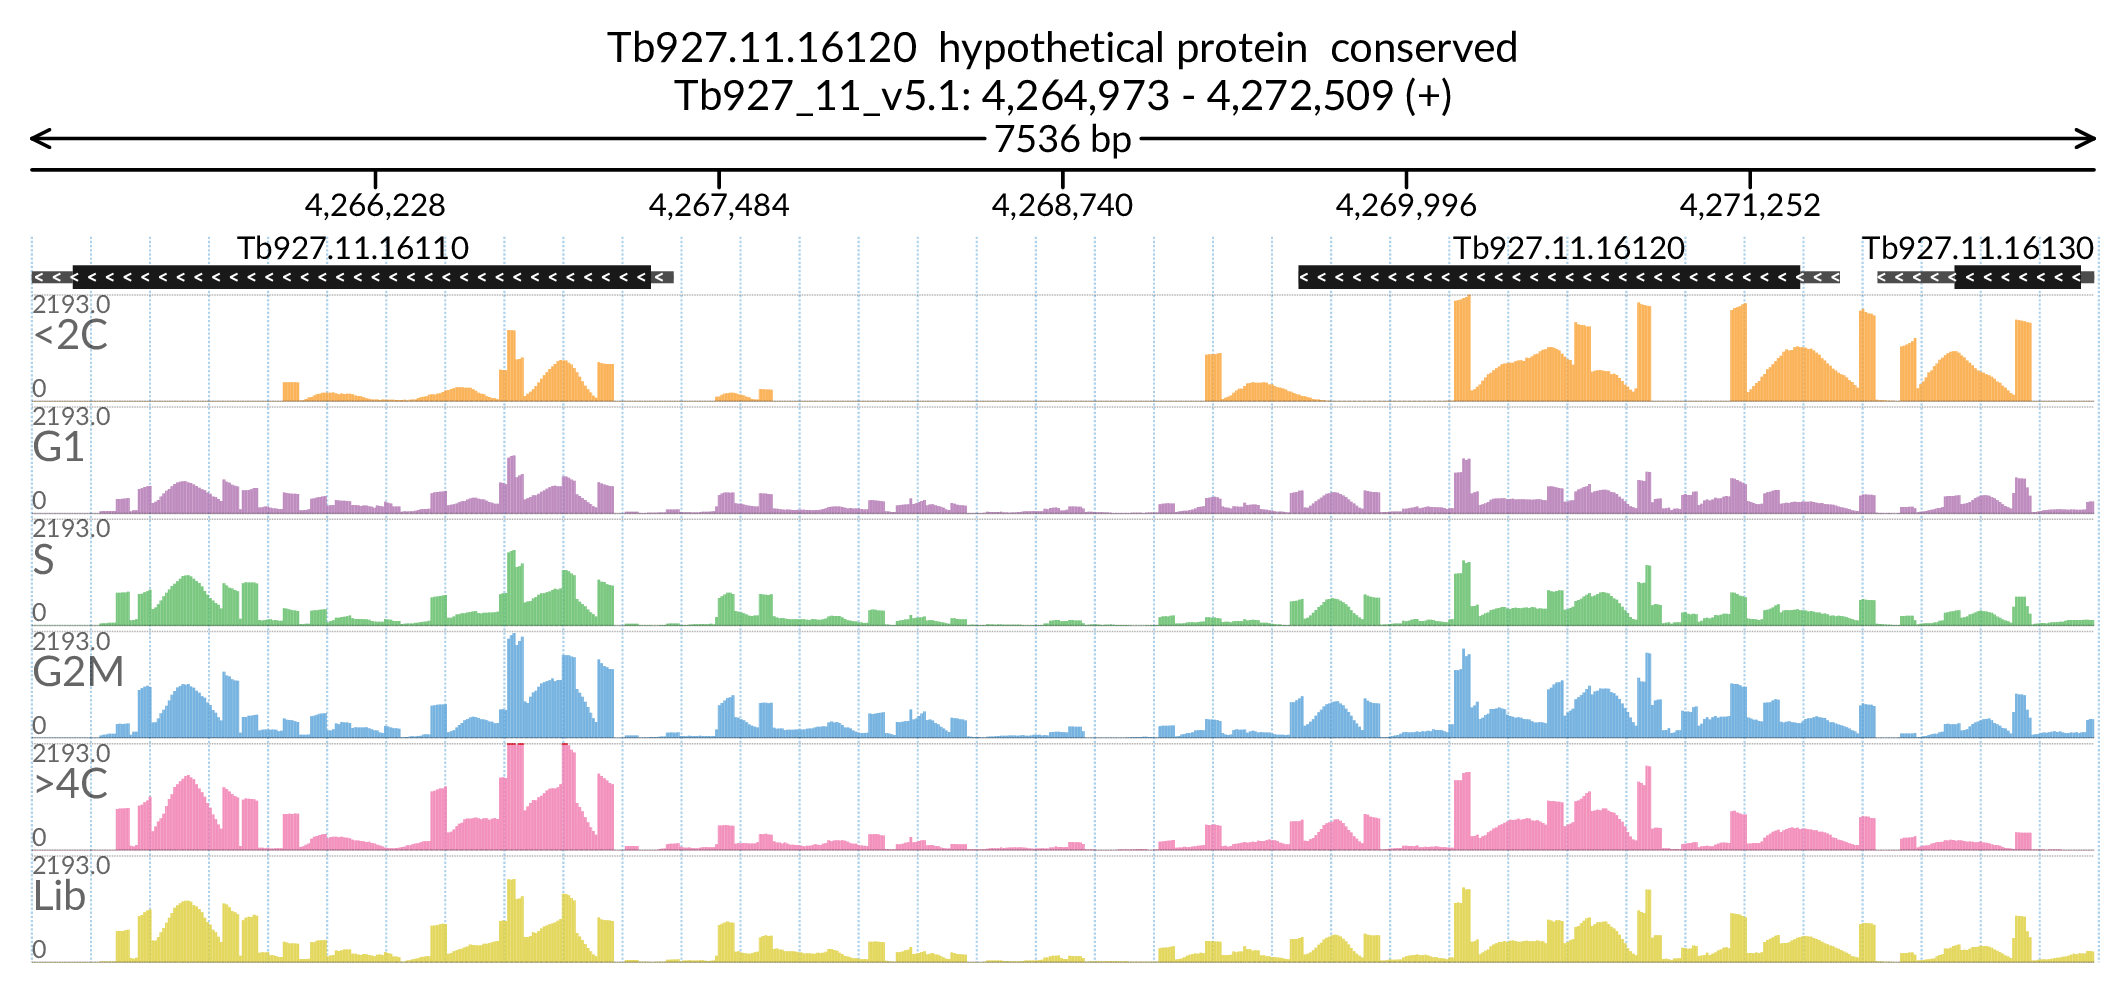 Tb927.11.16120  hypothetical protein  conserved
Tb927_11_v5.1: 4,264,973 - 4,272,509 (+)
7536 bp
4,266,228 4,267,484 4,268,740 4,269,996 4,271,252
Tb927.11.16110 Tb927.11.16120 Tb927.11.16130
2193.0
<2C
0
2193.0
G1
0
2193.0
S
0
2193.0
G2M
0
2193.0
>4C
0
2193.0
Lib
0